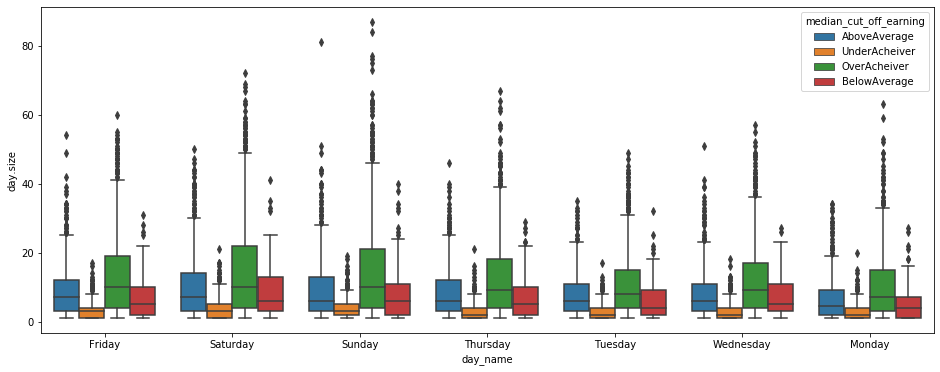 median_cut_off_earning
AboveAverage
UnderAcheiver
OverAcheiver
BelowAverage
80
60
40
20
0
day.size
Friday
Saturday
Sunday
Thursday
Tuesday
Wednesday
Monday
day_name